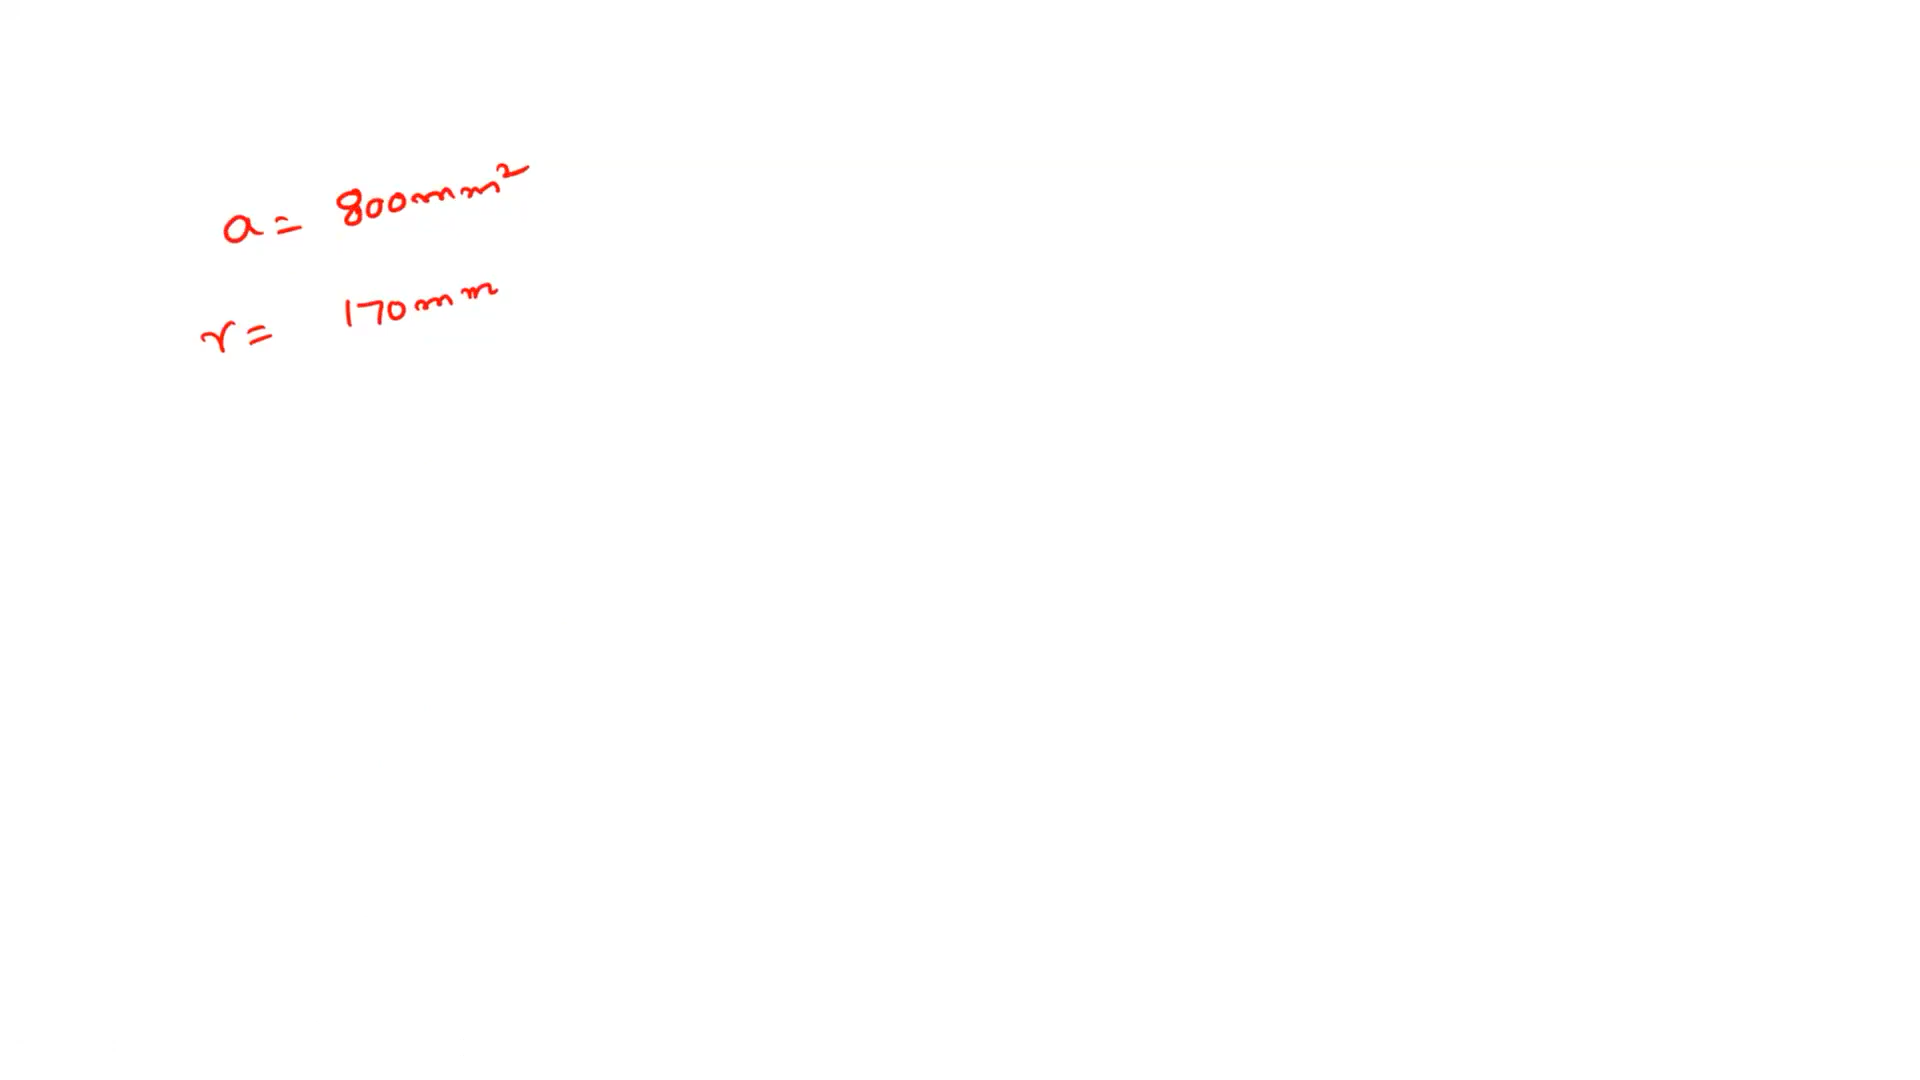 a = 800mm²
r = 170mm